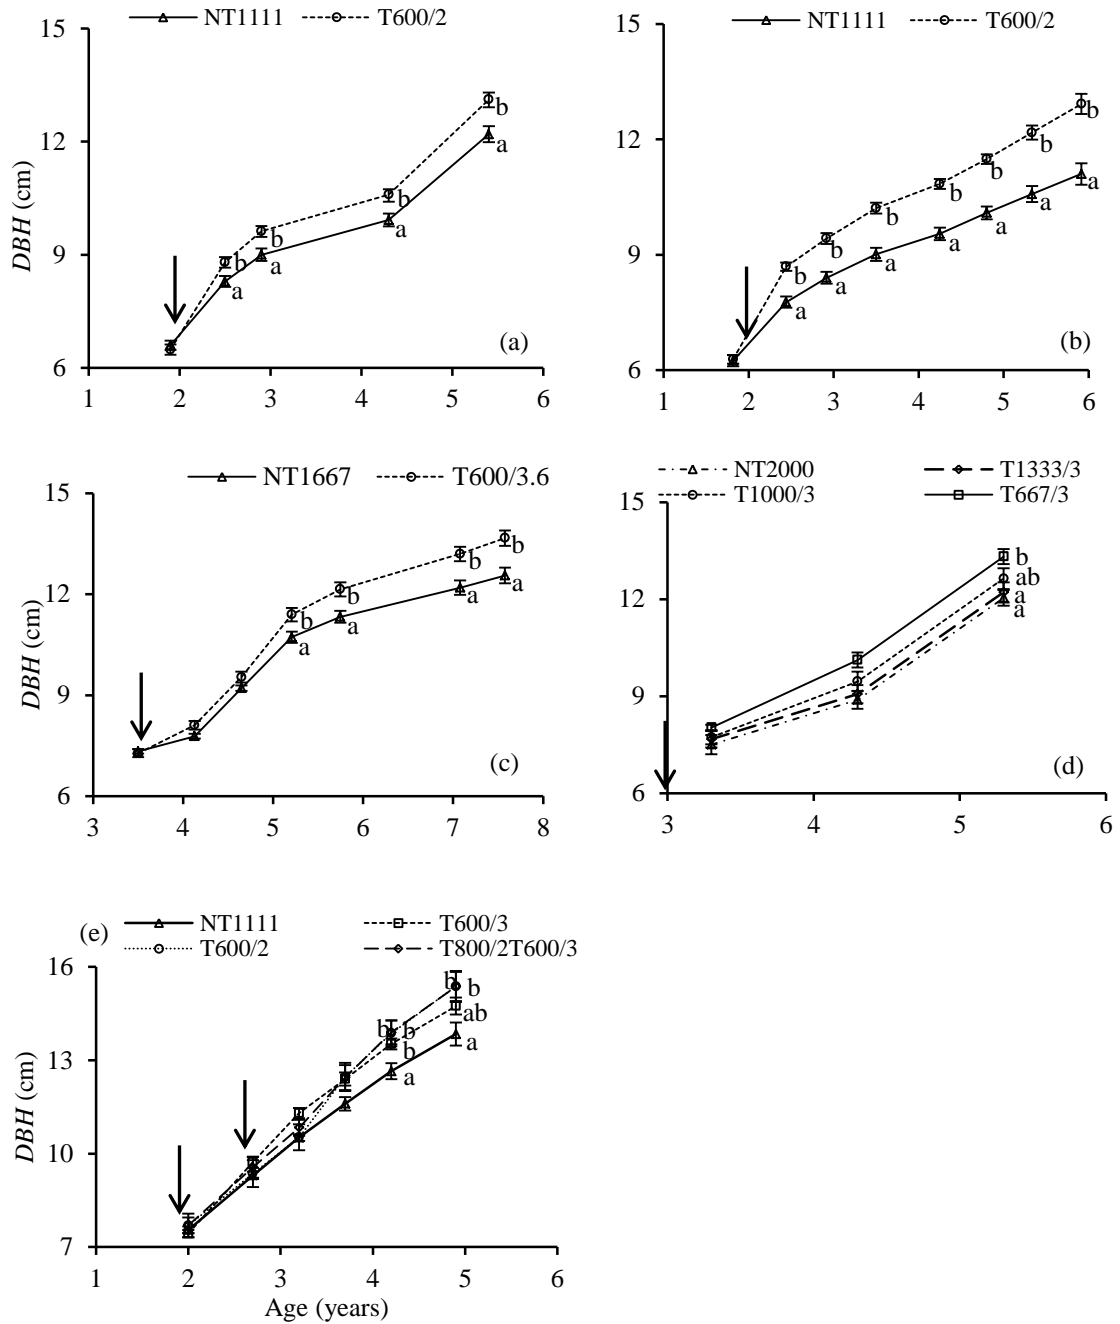 NT1111 T600/2
15
12
9
6
DBH (cm)
b
b
b
b
a
a
a
a
(a)
1 2 3 4 5 6
NT1111 T600/2
15
12
9
6
b
b
b
b
b
b
b
a
a
a
a
a
a
a
(b)
1 2 3 4 5 6
NT1667 T600/3.6
15
12
9
6
DBH (cm)
b
b
b
b
a
a
a
a
(c)
3 4 5 6 7 8
NT2000 T1333/3
T1000/3 T667/3
15
12
9
6
b
ab
a
a
(d)
3 4 5 6
(e)
NT1111 T600/3
T600/2 T800/2T600/3
16
13
10
7
DBH (cm)
b b
ab
b b
b
a
a
1 2 3 4 5 6
Age (years)